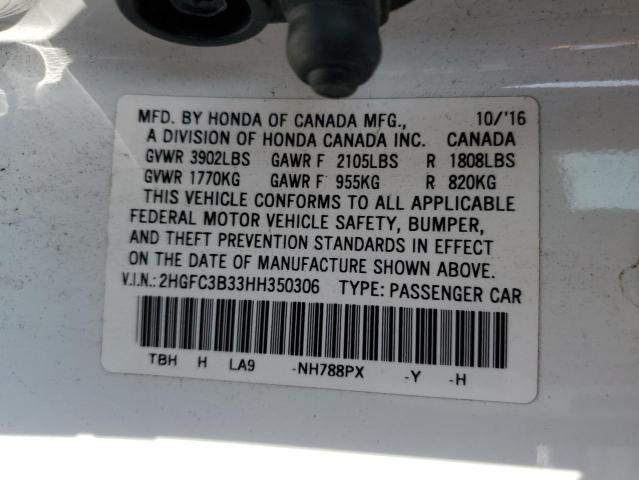 MFD. BY HONDA OF CANADA MFG., 10/'16
A DIVISION OF HONDA CANADA INC. CANADA
GVWR 3902LBS GAWR F 2105LBS R 1808LBS
GVWR 1770KG GAWR F 955KG R 820KG
THIS VEHICLE CONFORMS TO ALL APPLICABLE
FEDERAL MOTOR VEHICLE SAFETY, BUMPER,
AND THEFT PREVENTION STANDARDS IN EFFECT
ON THE DATE OF MANUFACTURE SHOWN ABOVE.
V.I.N.: 2HGFC3B33HH350306 TYPE: PASSENGER CAR
TBH H LA9 -NH788PX -Y -H